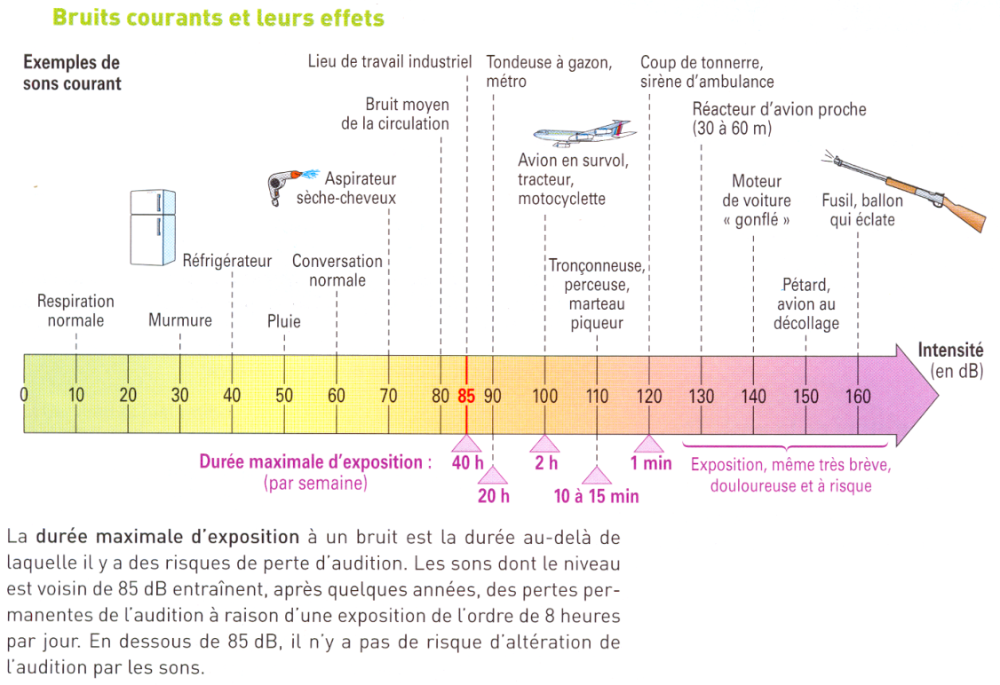 Bruits courants et leurs effets
Exemples de
sons courant
Lieu de travail industriel
Tondeuse à gazon,
métro
Coup de tonnerre,
sirène d'ambulance
Bruit moyen
de la circulation
Réacteur d'avion proche
(30 à 60 m)
Aspirateur
sèche-cheveux
Avion en survol,
tracteur,
motocyclette
Moteur
de voiture
« gonflé »
Fusil, ballon
qui éclate
Réfrigérateur
Conversation
normale
Tronçonneuse,
perceuse,
marteau
piqueur
Respiration
normale
Murmure
Pluie
Pétard,
avion au
décollage
Intensité
(en dB)
0 10 20 30 40 50 60 70 80 85 90 100 110 120 130 140 150 160
Durée maximale d'exposition :
(par semaine)
40 h
20 h
2 h
10 à 15 min
1 min
Exposition, même très brève,
douloureuse et à risque
La durée maximale d'exposition à un bruit est la durée au-delà de
laquelle il y a des risques de perte d'audition. Les sons dont le niveau
est voisin de 85 dB entraînent, après quelques années, des pertes per-
manentes de l'audition à raison d'une exposition de l'ordre de 8 heures
par jour. En dessous de 85 dB, il n'y a pas de risque d'altération de
l'audition par les sons.